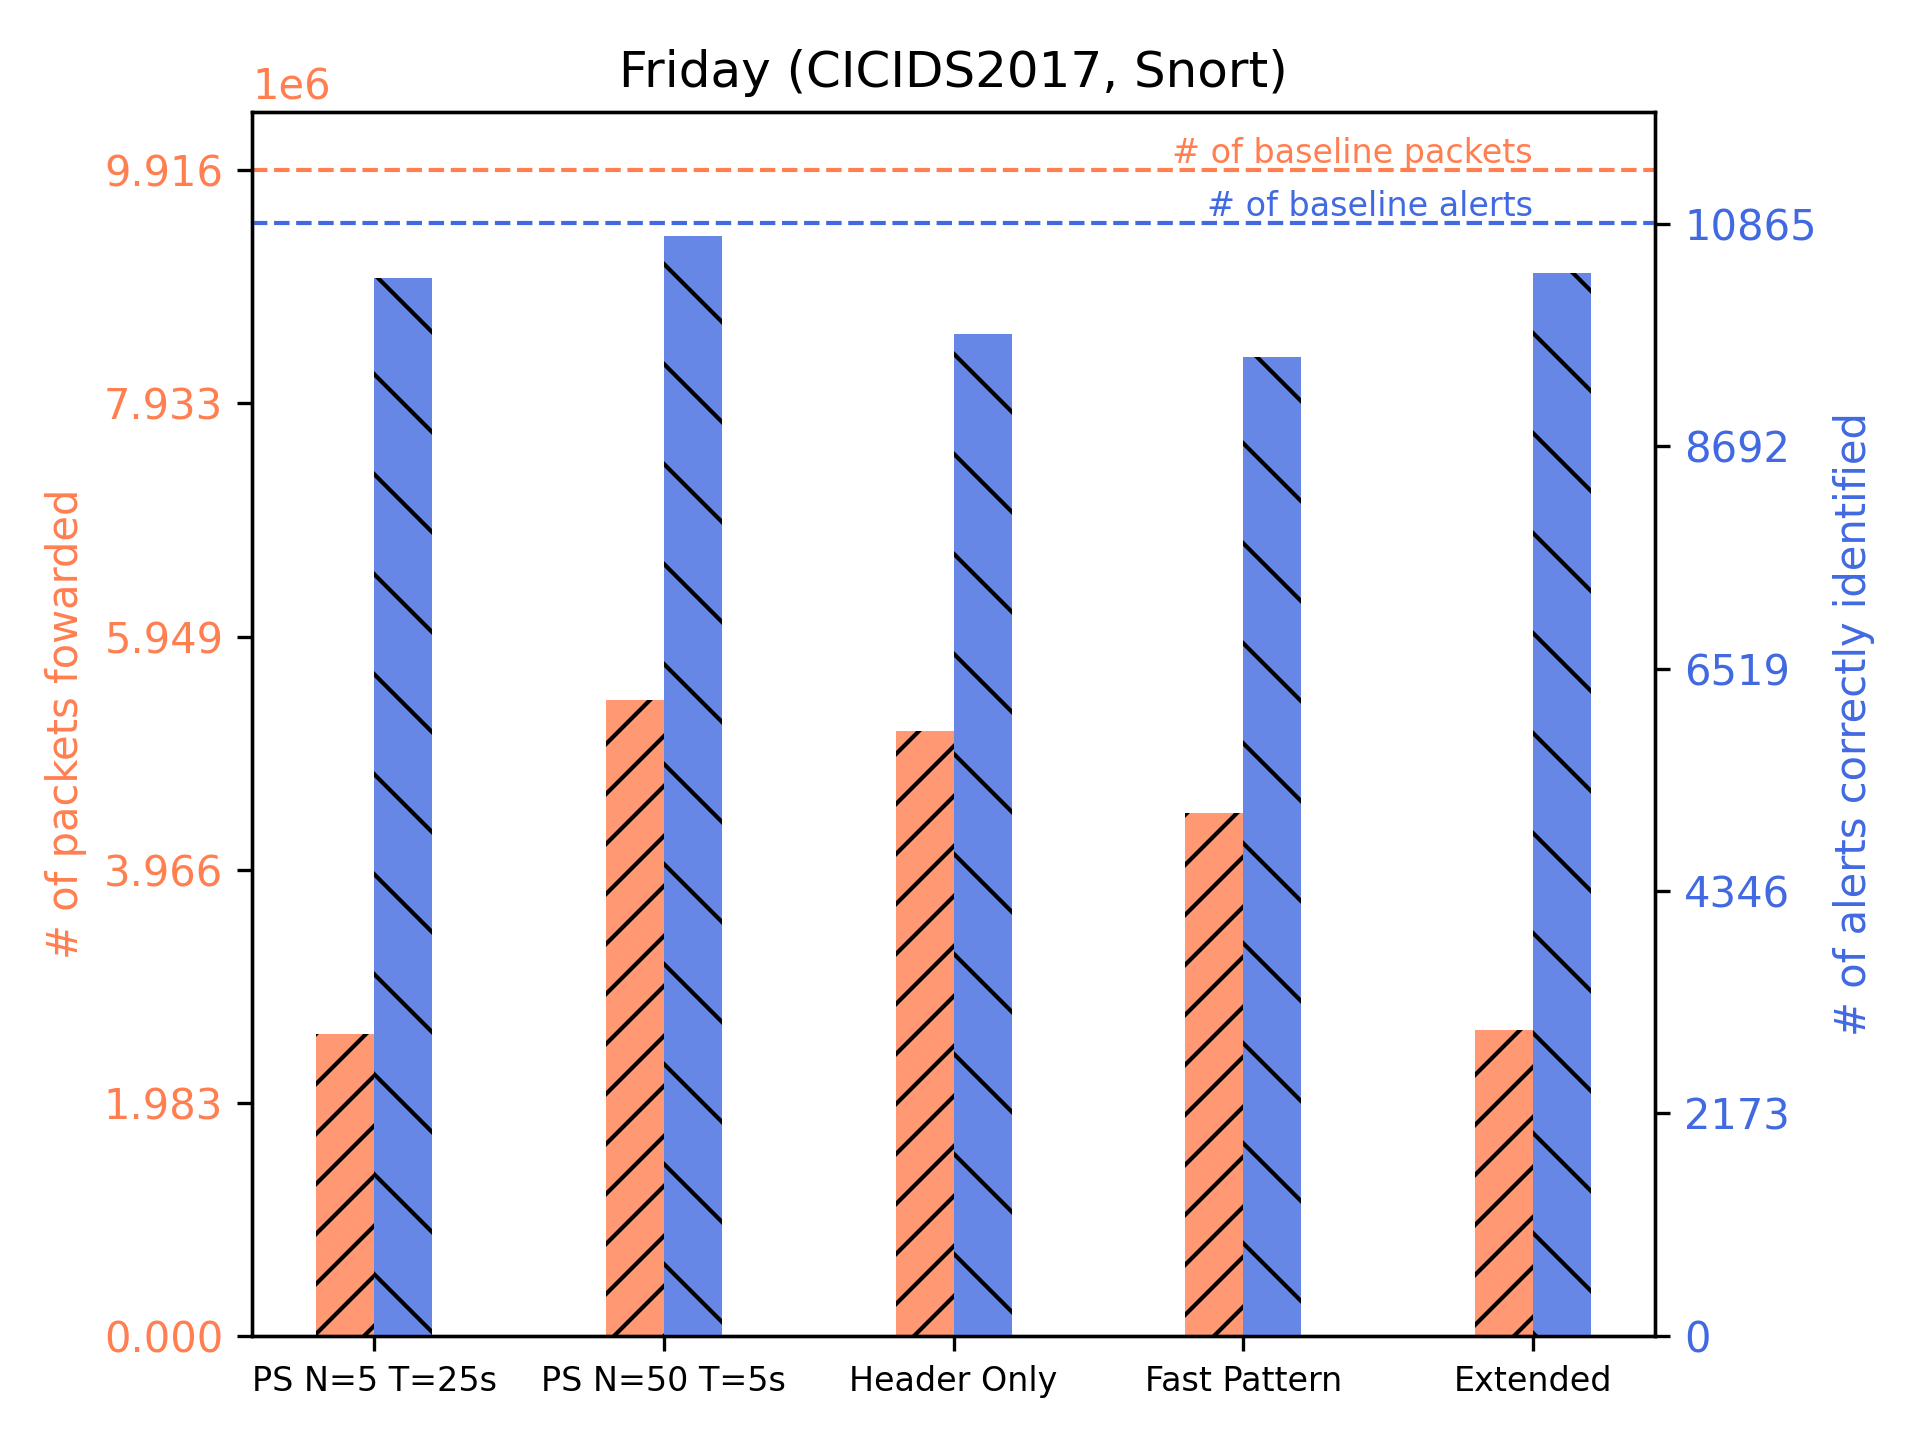 Friday (CICIDS2017, Snort)
1e6
# of baseline packets
# of baseline alerts
9.916
7.933
5.949
3.966
1.983
0.000
# of packets fowarded
10865
8692
6519
4346
2173
0
# of alerts correctly identified
PS N=5 T=25s
PS N=50 T=5s
Header Only
Fast Pattern
Extended